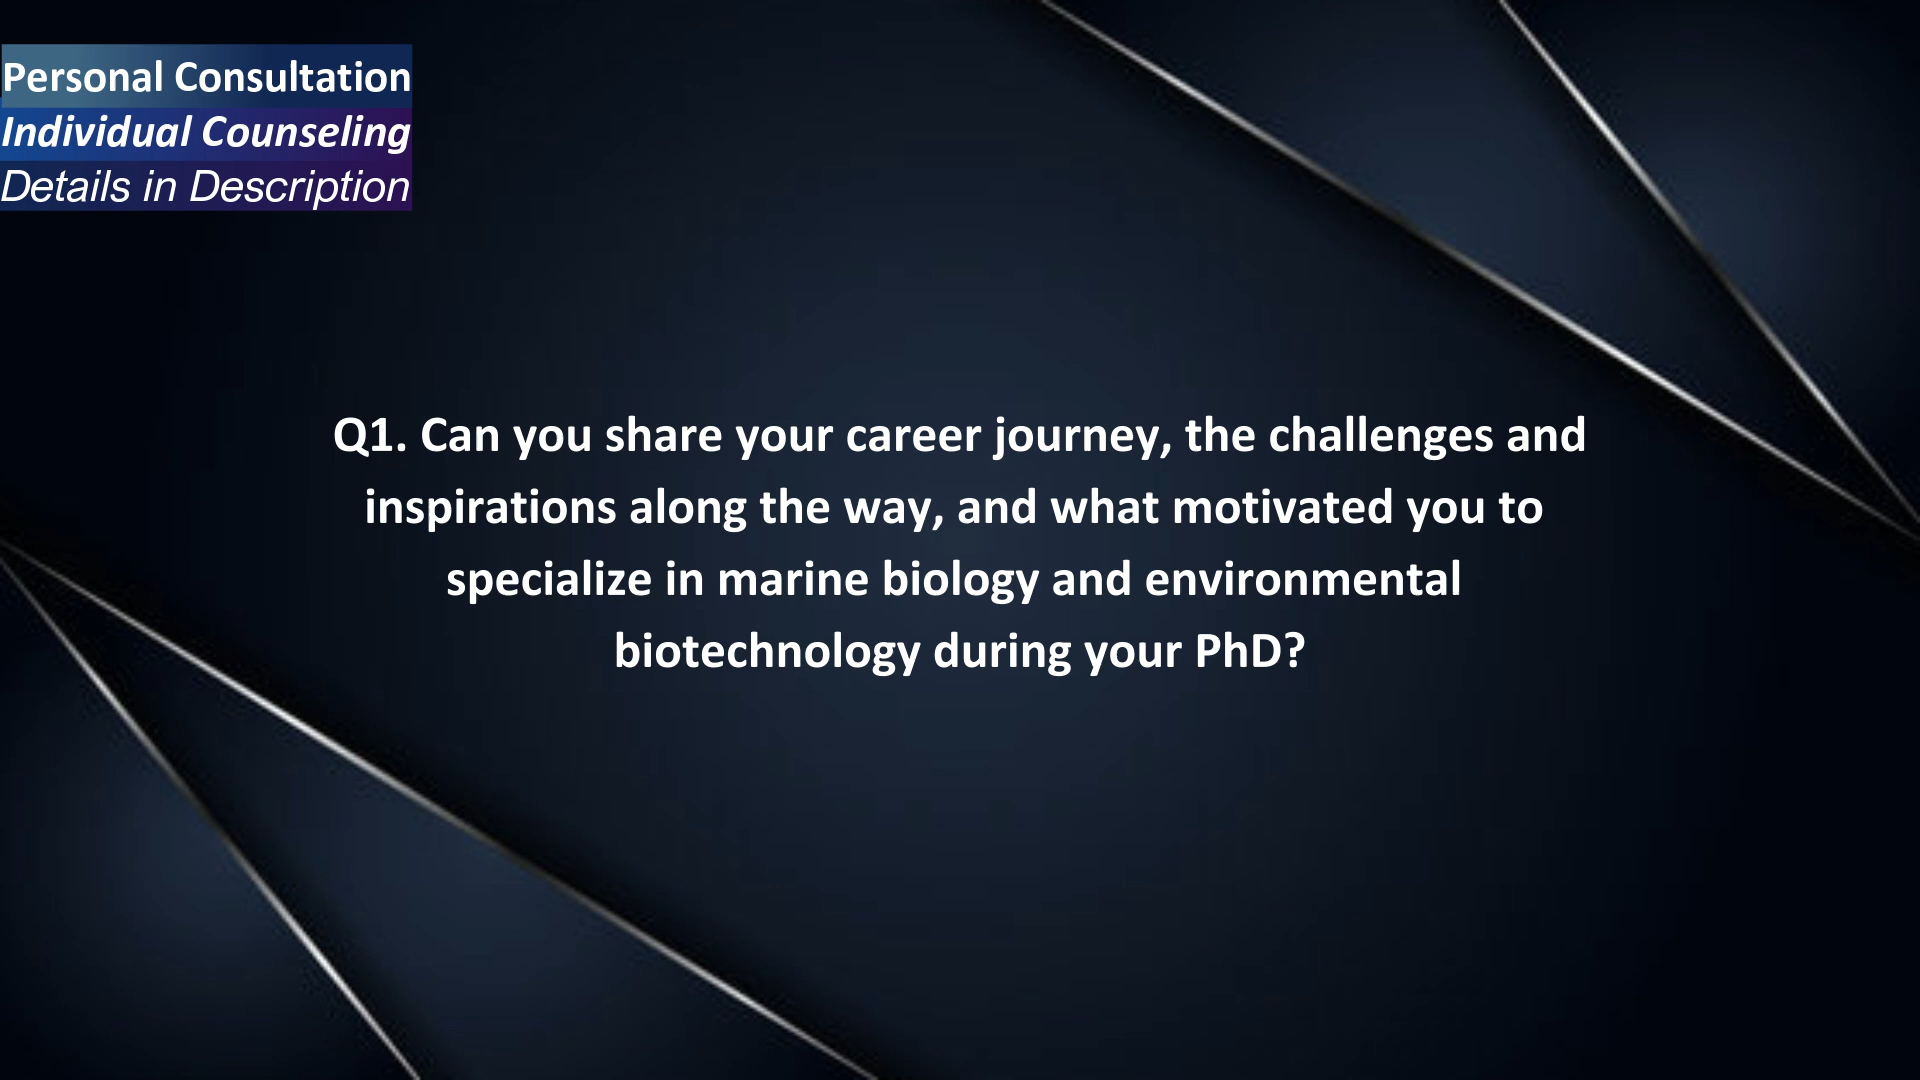 Personal Consultation
Individual Counseling
Details in Description
Q1. Can you share your career journey, the challenges and
inspirations along the way, and what motivated you to
specialize in marine biology and environmental
biotechnology during your PhD?